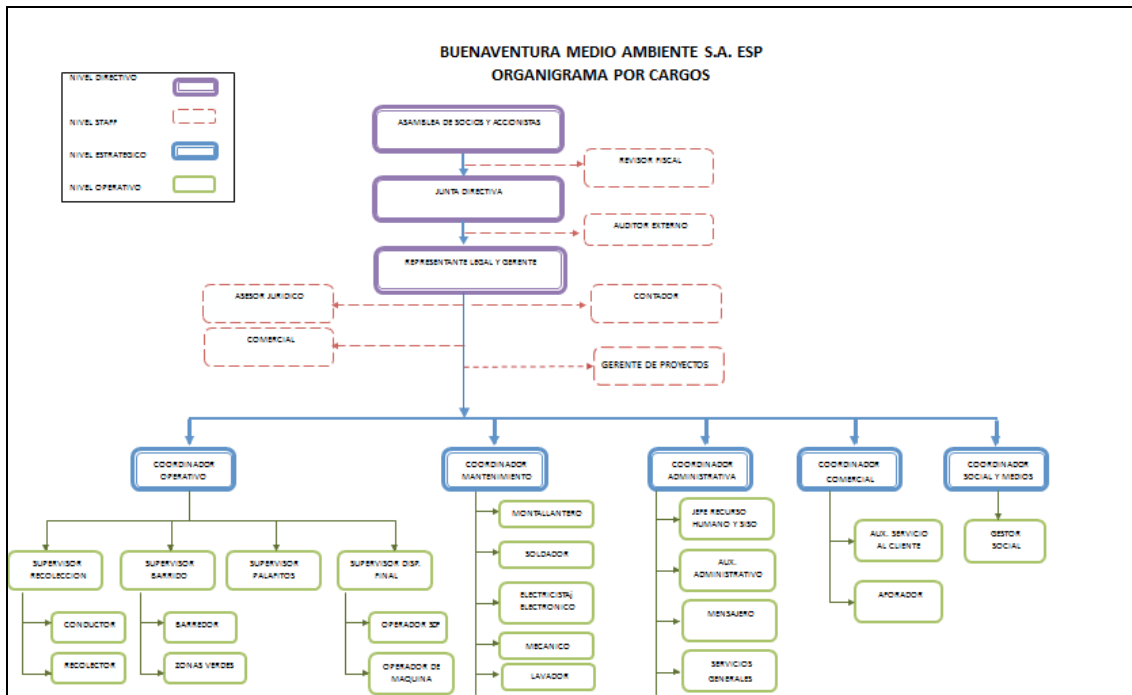 BUENAVENTURA MEDIO AMBIENTE S.A. ESP
ORGANIGRAMA POR CARGOS
NIVEL DIRECTIVO
NIVEL STAFF
NIVEL ESTRATEGICO
NIVEL OPERATIVO
ASAMBLEA DE SOCIOS Y ACCIONISTAS
REVISOR FISCAL
JUNTA DIRECTIVA
AUDITOR EXTERNO
REPRESENTANTE LEGAL Y GERENTE
ASESOR JURIDICO
CONTADOR
COMERCIAL
GERENTE DE PROYECTOS
COORDINADOR
OPERATIVO
COORDINADOR
MANTENIMIENTO
COORDINADOR
ADMINISTRATIVA
COORDINADOR
COMERCIAL
COORDINADOR
SOCIAL Y MEDIOS
SUPERVISOR
RECOLECCION
SUPERVISOR
BARRIDO
SUPERVISOR
PALAFITOS
SUPERVISOR DISP.
FINAL
CONDUCTOR
RECOLECTOR
BARREDOR
ZONAS VERDES
OPERADOR SDF
OPERADOR DE
MAQUINA
MONTALLANTERO
SOLDADOR
ELECTRICISTA¡
ELECTRONICO
MECANICO
LAVADOR
JEFE RECURSO
HUMANO Y SISO
AUX.
ADMINISTRATIVO
MENSAJERO
SERVICIOS
GENERALES
AUX. SERVICIO
AL CLIENTE
AFORADOR
GESTOR
SOCIAL